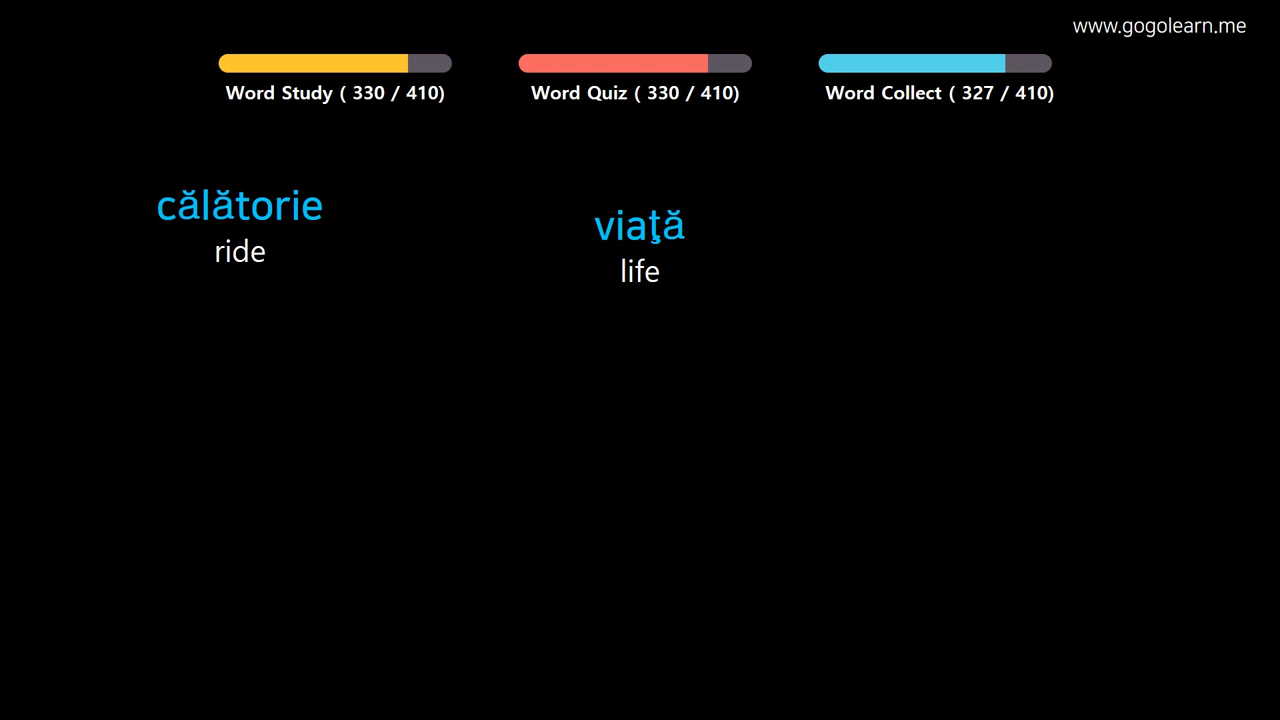 www.gogolearn.me
Word Study ( 330 / 410)
Word Quiz ( 330 / 410)
Word Collect ( 327 / 410)
călătorie
ride
viaţă
life